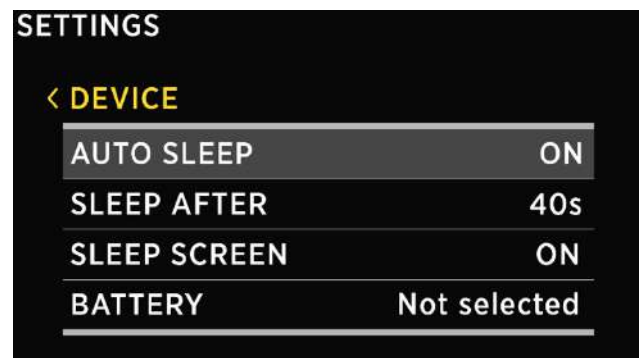 SETTINGS
< DEVICE
AUTO SLEEP ON
SLEEP AFTER 40s
SLEEP SCREEN ON
BATTERY Not selected